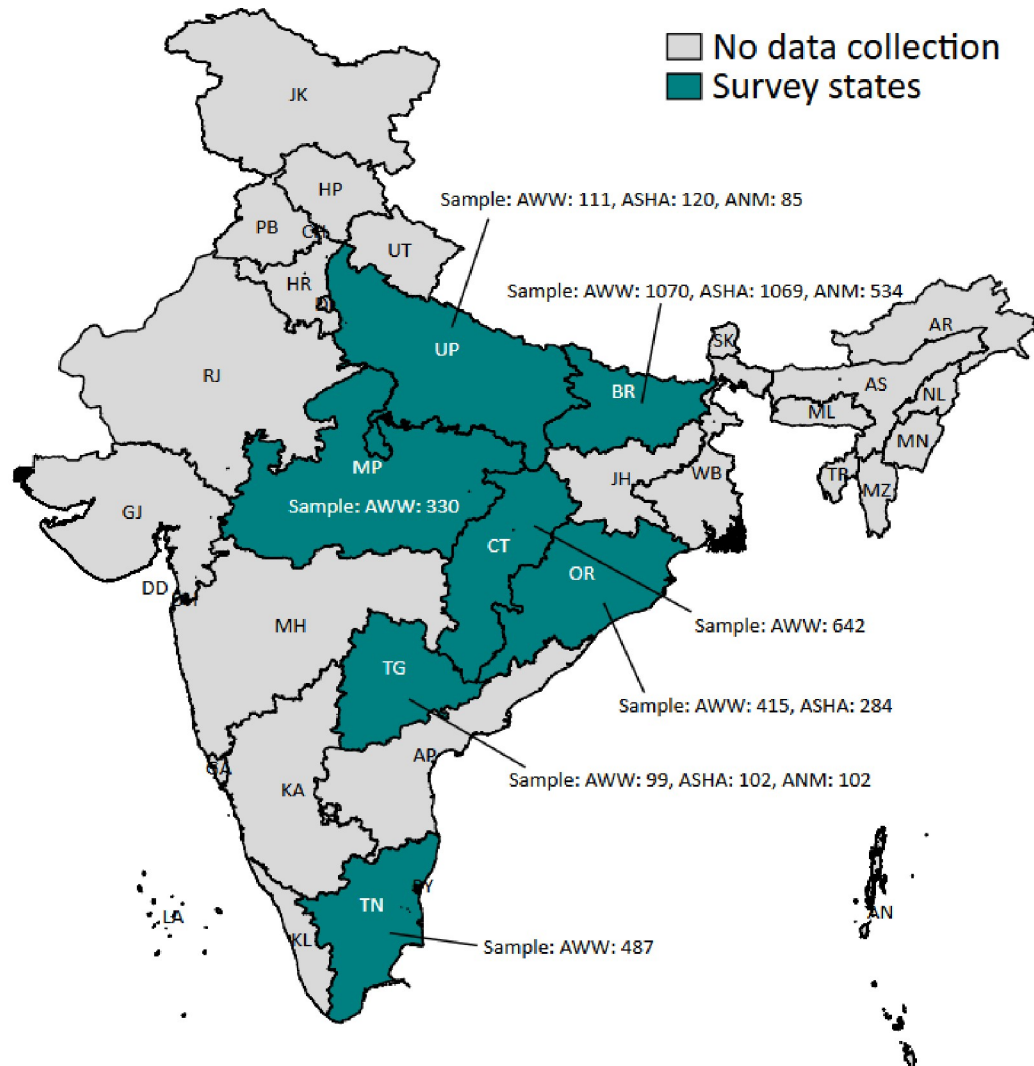 No data collection
Survey states
JK
HP
Sample: AWW: 111, ASHA: 120, ANM: 85
PB
UT
HR
Sample: AWW: 1070, ASHA: 1069, ANM: 534
AR
SK
UP
RJ
AS
BR
NL
ML
MN
MP
JH
WB
TR
MZ
Sample: AWW: 330
GJ
CT
OR
DD
MH
Sample: AWW: 642
TG
Sample: AWW: 415, ASHA: 284
AP
GA
Sample: AWW: 99, ASHA: 102, ANM: 102
KA
PY
TN
AN
LA
KL
Sample: AWW: 487